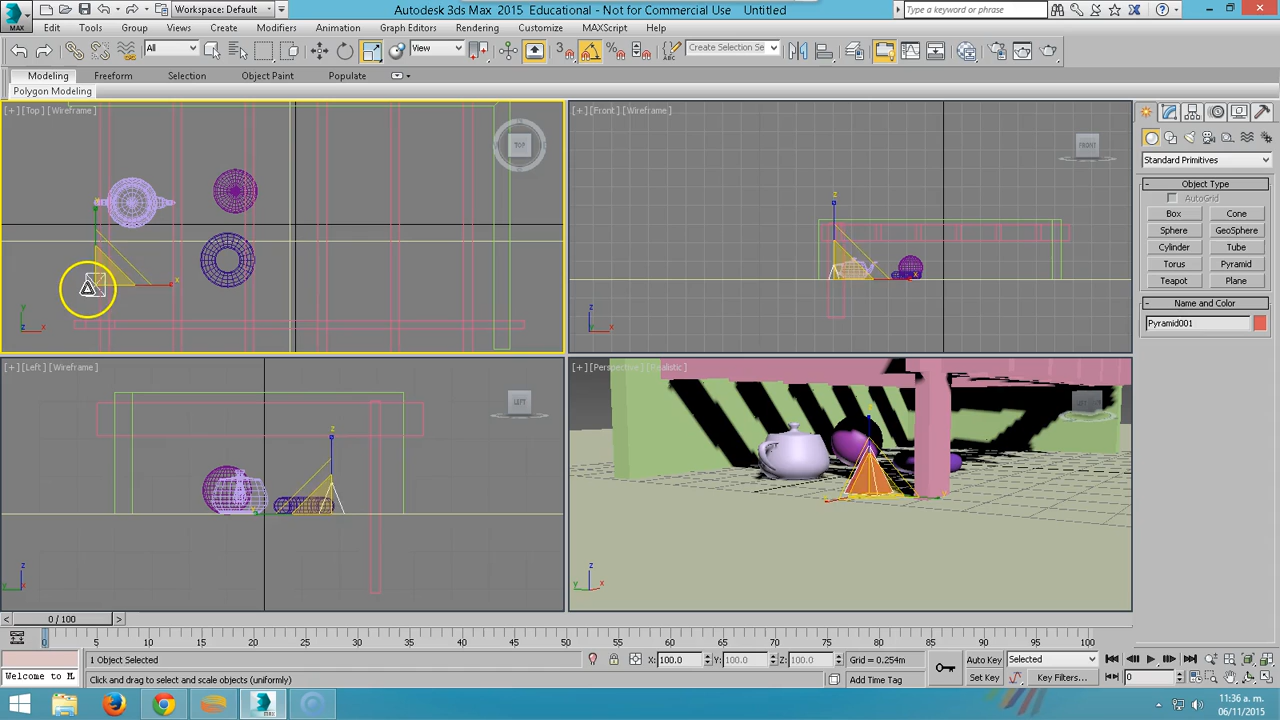 Workspace: Default
Autodesk 3ds Max 2015 Educational - Not for Commercial Use Untitled
Type a keyword or phrase
MAX
Edit Tools Group Views Create Modifiers Animation Graph Editors Rendering Customize MAXScript Help
All View Create Selection Se
Modeling Freeform Selection Object Paint Populate
Polygon Modeling
[+] [Top] [Wireframe]
TOP
x
y
z
x
[+] [Front] [Wireframe]
FRONT
z
x
z
x
Standard Primitives
Object Type
AutoGrid
Box Cone
Sphere GeoSphere
Cylinder Tube
Torus Pyramid
Teapot Plane
Name and Color
Pyramid001
[+] [Left] [Wireframe]
LEFT
z
y
z
[+] [Perspective] [Realistic]
z
y
x
0 / 100
0 5 10 15 20 25 30 35 40 45 50 55 60 65 70 75 80 85 90 95 100
1 Object Selected X: 100.0 Y: 100.0 Z: 100.0 Grid = 0.254m Auto Key Selected
Welcome to M Click and drag to select and scale object (uniformly) Add Time Tag Set Key Key Filters... 0
11:36 a. m.
06/11/2015